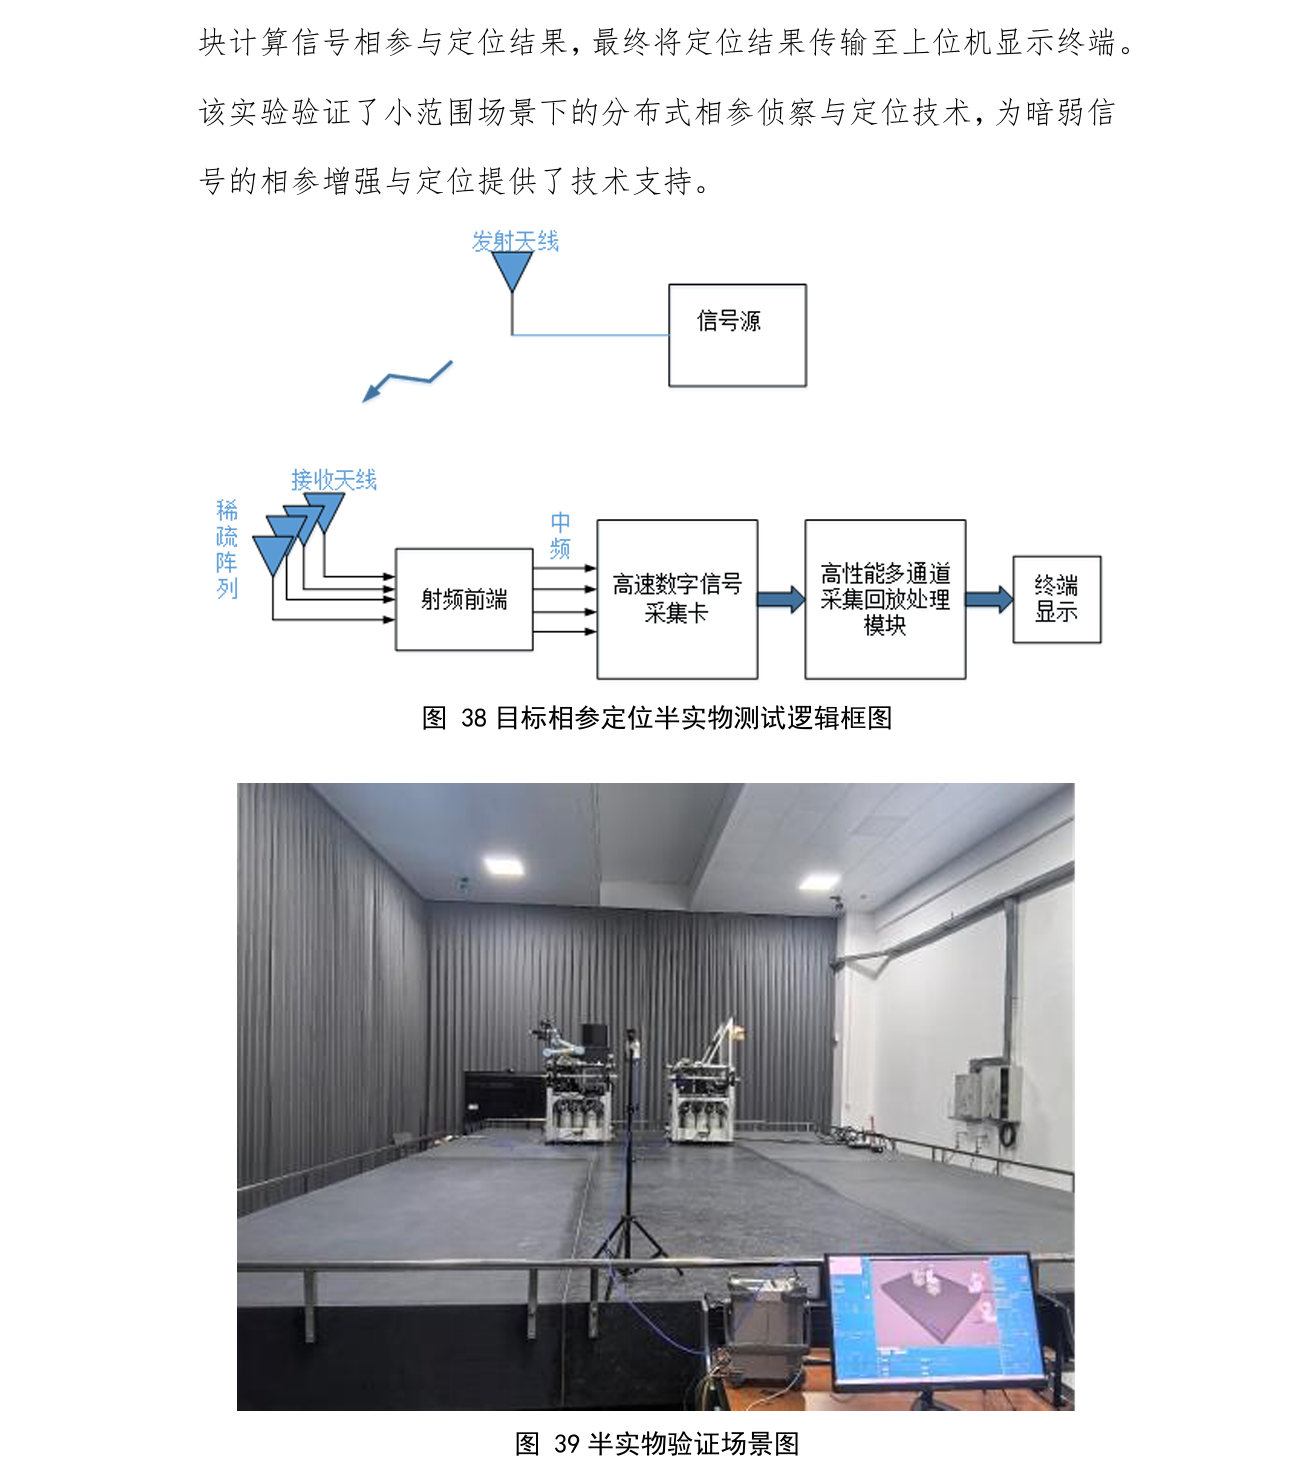 块计算信号相参与定位结果，最终将定位结果传输至上位机显示终端。
该实验验证了小范围场景下的分布式相参侦察与定位技术，为暗弱信
号的相参增强与定位提供了技术支持。
发射天线
信号源
接收天线
稀
疏
阵
列
中
频
射频前端
高速数字信号
采集卡
高性能多通道
采集回放处理
模块
终端
显示
图 38 目标相参定位半实物测试逻辑框图
图 39 半实物验证场景图